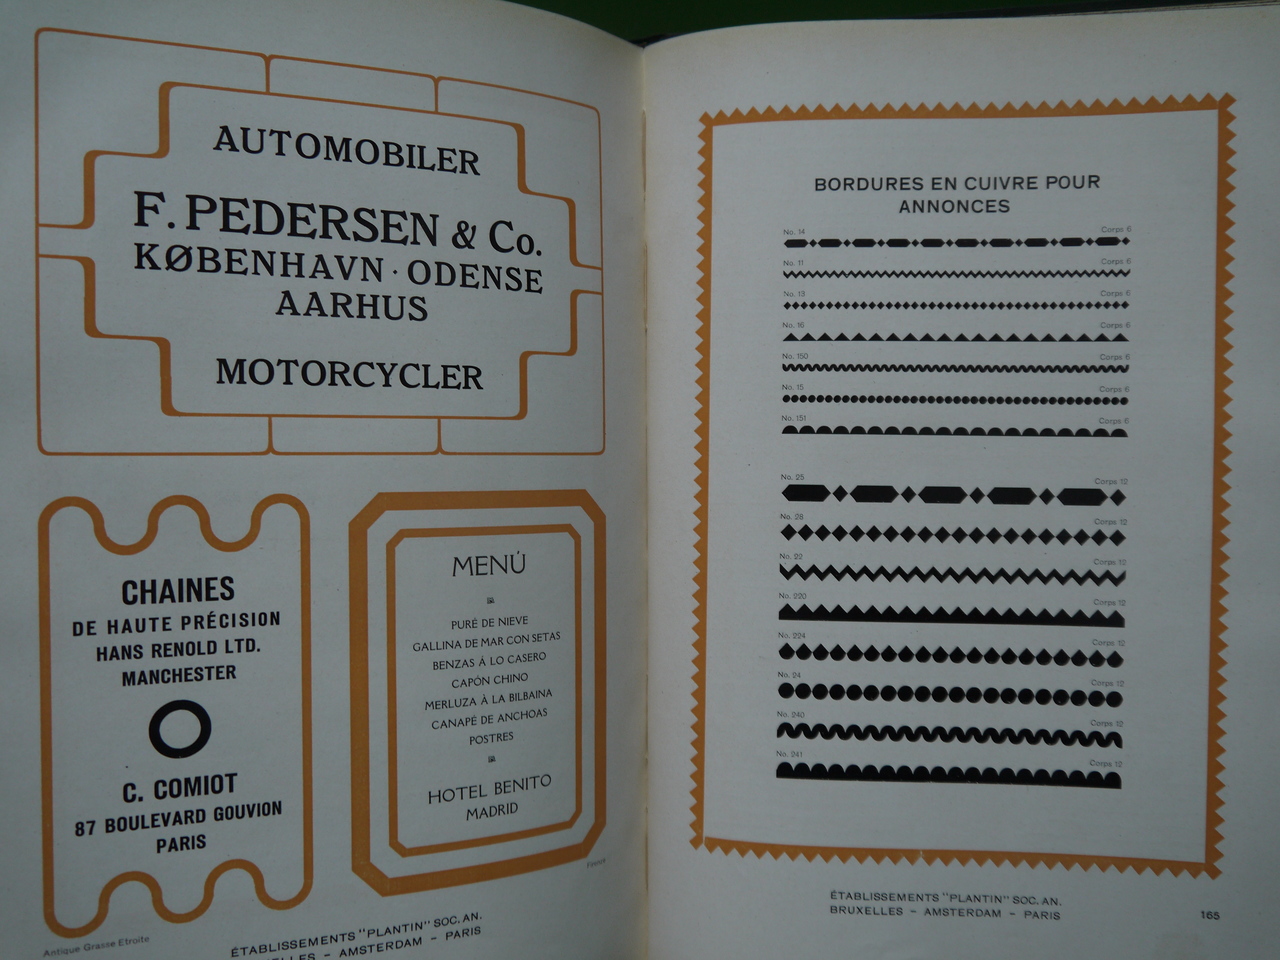 AUTOMOBILER
F. PEDERSEN & Co.
KØBENHAVN · ODENSE
AARHUS
MOTORCYCLER
CHAINES
DE HAUTE PRÉCISION
HANS RENOLD LTD.
MANCHESTER
C. COMIOT
87 BOULEVARD GOUVION
PARIS
Antique Grasse Etroite
MENÚ
PURÉ DE NIEVE
GALLINA DE MAR CON SETAS
BENZAS Á LO CASERO
CAPÓN CHINO
MERLUZA À LA BILBAINA
CANAPÉ DE ANCHOAS
POSTRES
HOTEL BENITO
MADRID
ÉTABLISSEMENTS "PLANTIN" SOC. AN.
AMSTERDAM – PARIS
BORDURES EN CUIVRE POUR
ANNONCES
No. 14 Corps 6
No. 11 Corps 6
No. 13 Corps 6
No. 16 Corps 6
No. 150 Corps 6
No. 15 Corps 6
No. 151 Corps 6
No. 25 Corps 12
No. 28 Corps 12
No. 22 Corps 12
No. 220 Corps 12
No. 224 Corps 12
No. 24 Corps 12
No. 240 Corps 12
No. 241 Corps 12
ÉTABLISSEMENTS "PLANTIN" SOC. AN.
BRUXELLES – AMSTERDAM – PARIS
165